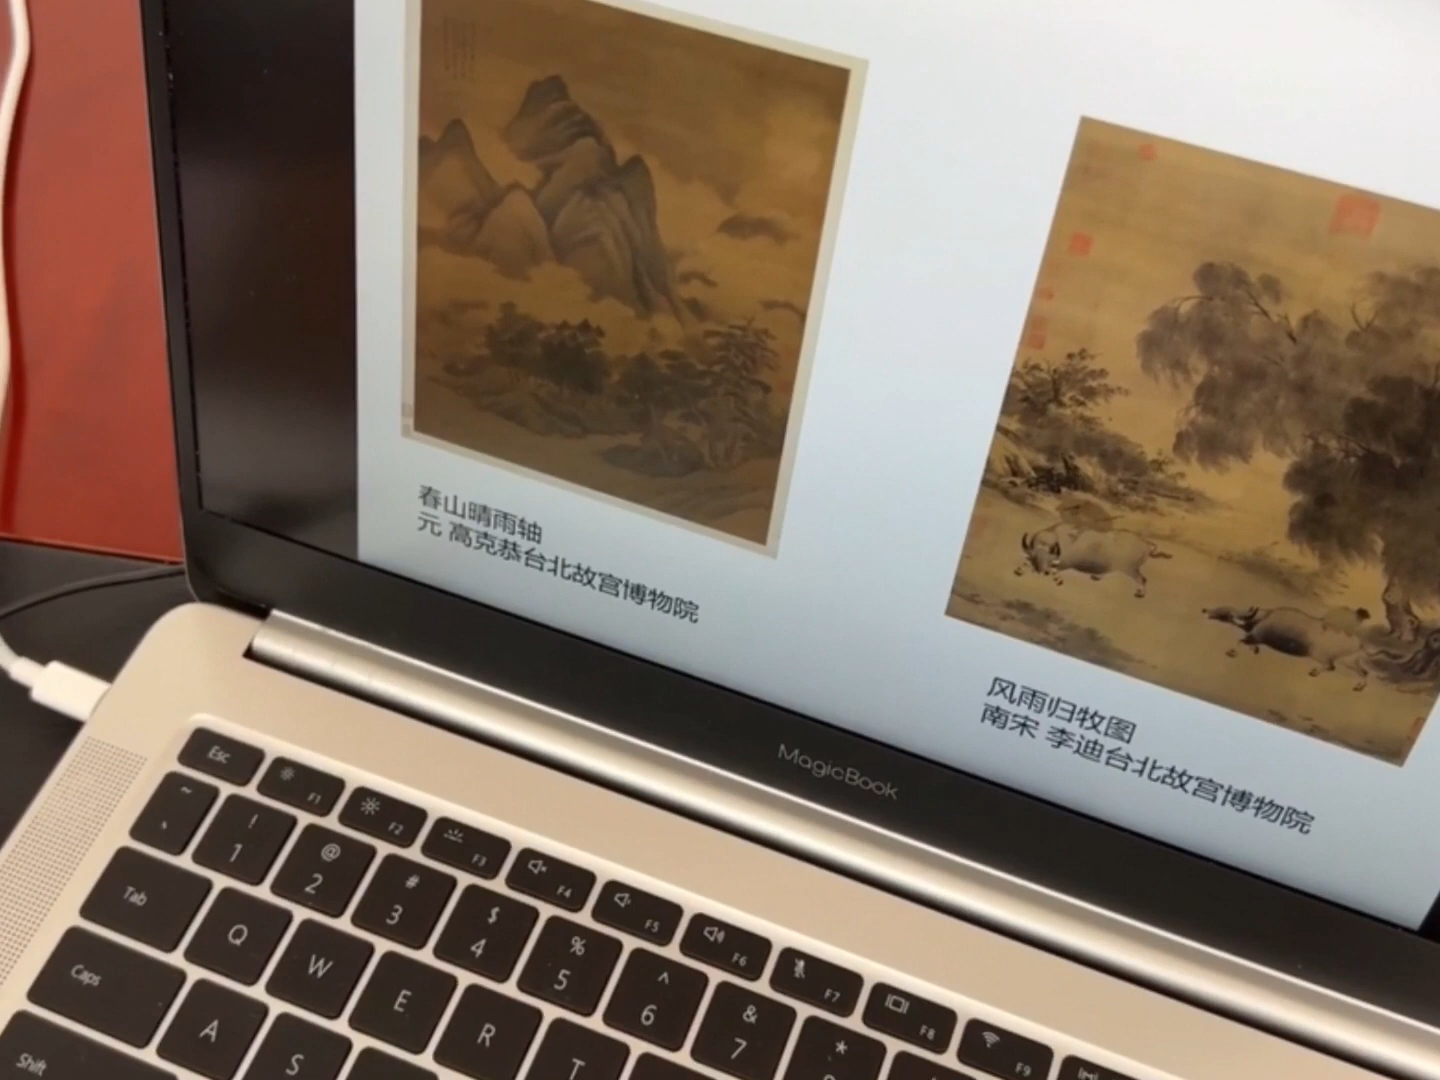 春山晴雨轴
元 高克恭台北故宫博物院
风雨归牧图
南宋 李迪台北故宫博物院
MagicBook
Esc
F1
F2
F3
F4
F5
F6
F7
F8
F9
~
、
!
1
@
2
#
3
$
4
%
5
^
6
&
7
*
Tab
Q
W
E
R
T
Caps
A
S
Shift